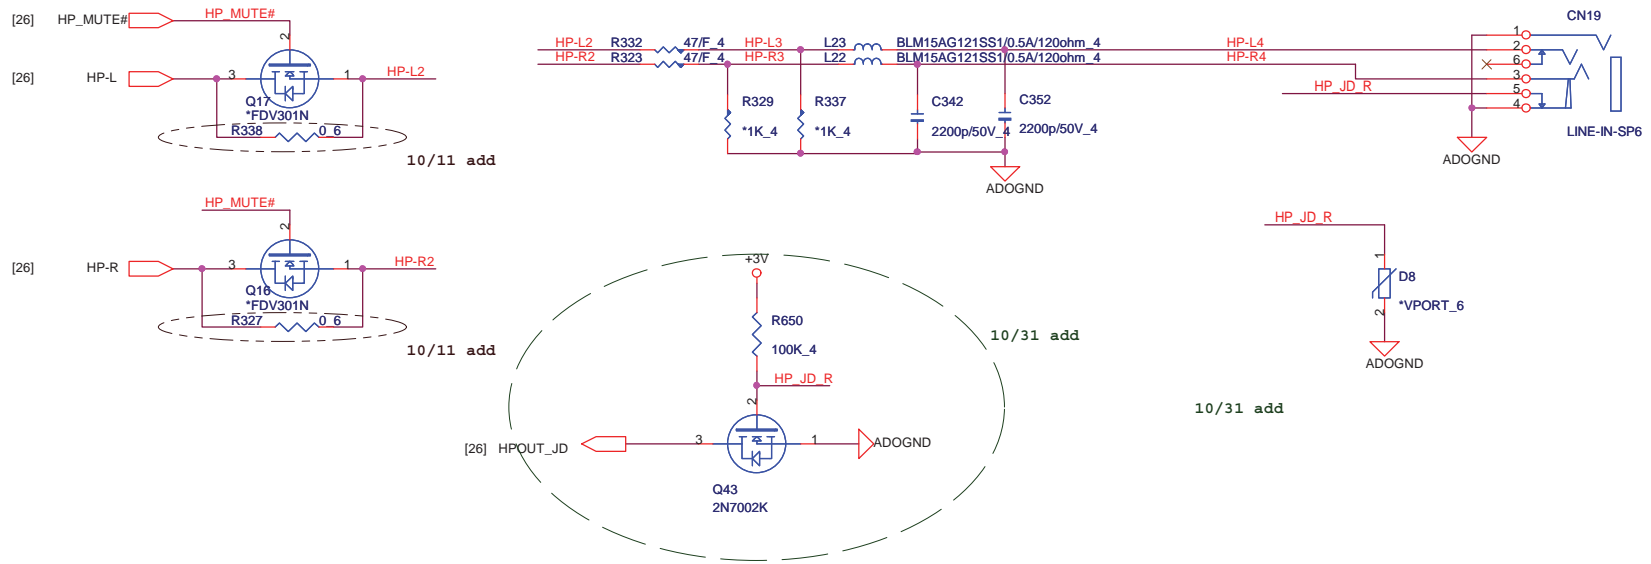 [26] HP_MUTE# HP_MUTE#
2
[26] HP-L 3 1 HP-L2
Q17
*FDV301N
R338 0_6
10/11 add
HP_MUTE#
2
[26] HP-R 3 1 HP-R2
Q16
*FDV301N
R327 0_6
10/11 add
HP-L2 R332 47/F_4 HP-L3 L23 BLM15AG121SS1/0.5A/120ohm_4 HP-L4
HP-R2 R323 47/F_4 HP-R3 L22 BLM15AG121SS1/0.5A/120ohm_4 HP-R4
R329
*1K_4
R337
*1K_4
C342
2200p/50V_4
C352
2200p/50V_4
ADOGND
CN19
1
2
6
3
HP_JD_R 5
4
LINE-IN-SP6
ADOGND
+3V
R650
100K_4
10/31 add
HP_JD_R
2
[26] HPOUT_JD 3 1 ADOGND
Q43
2N7002K
HP_JD_R
1
D8
*VPORT_6
2
ADOGND
10/31 add